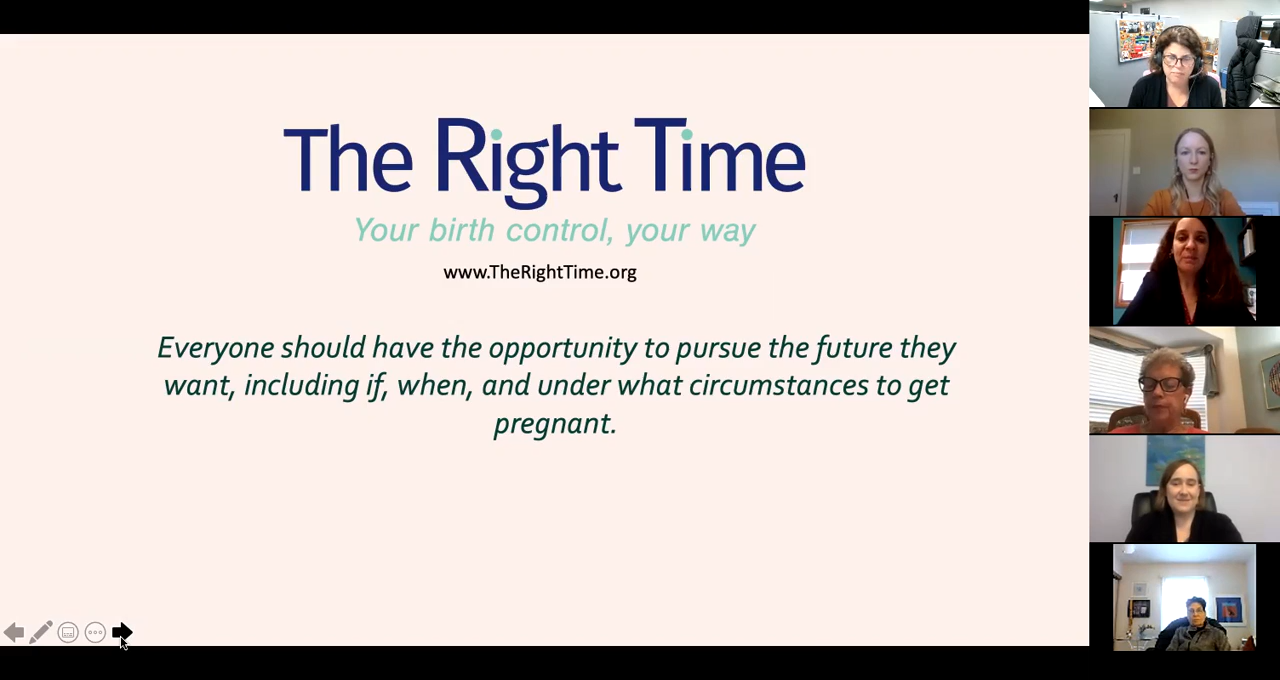 The Right Time
Your birth control, your way
www.TheRightTime.org
Everyone should have the opportunity to pursue the future they
want, including if, when, and under what circumstances to get
pregnant.